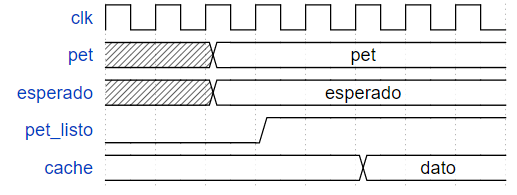 clk
pet pet
esperado esperado
pet_listo
cache dato